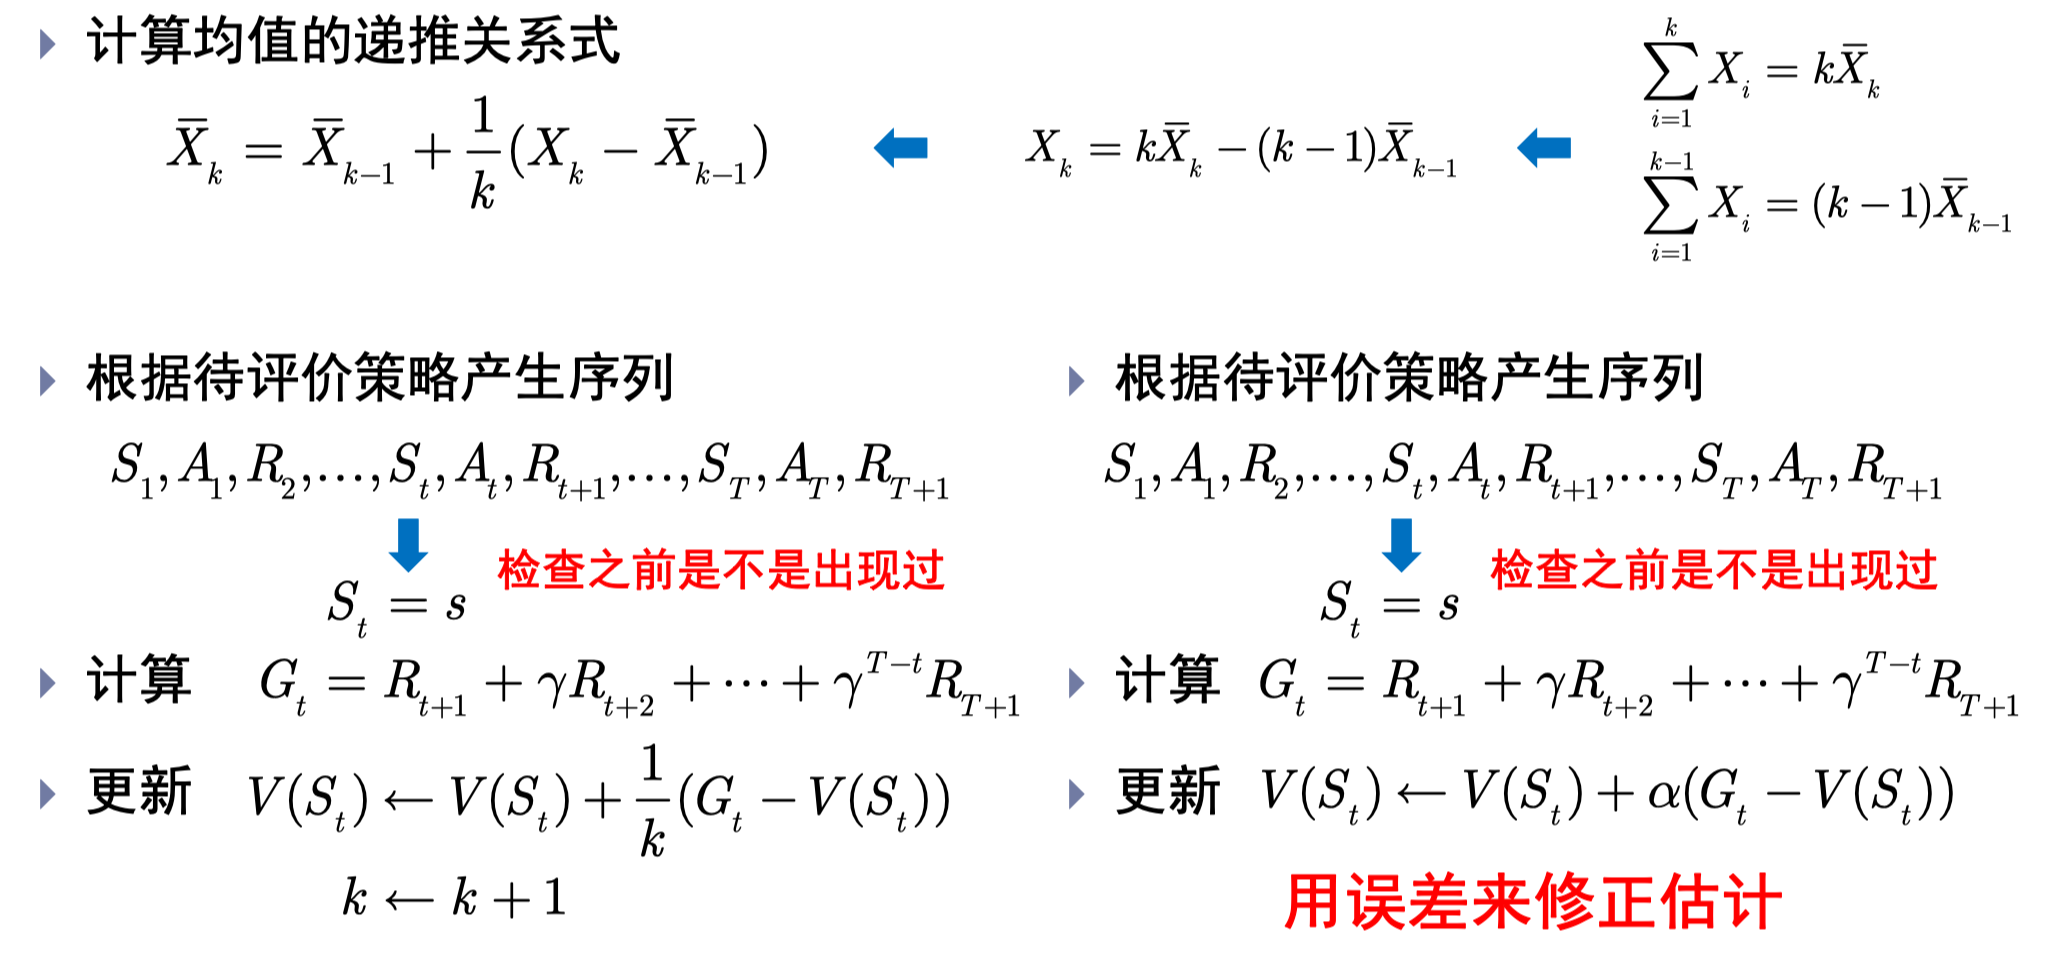 计算均值的递推关系式
$\bar{X}_k = \bar{X}_{k-1} + \frac{1}{k}(X_k - \bar{X}_{k-1})$
$X_k = k\bar{X}_k - (k-1)\bar{X}_{k-1}$
$\sum_{i=1}^{k} X_i = k\bar{X}_k$
$\sum_{i=1}^{k-1} X_i = (k-1)\bar{X}_{k-1}$
根据待评价策略产生序列
$S_1, A_1, R_2, \ldots, S_t, A_t, R_{t+1}, \ldots, S_T, A_T, R_{T+1}$
检查之前是不是出现过
$S_t = s$
计算 $G_t = R_{t+1} + \gamma R_{t+2} + \cdots + \gamma^{T-t} R_{T+1}$
更新 $V(S_t) \leftarrow V(S_t) + \frac{1}{k}(G_t - V(S_t))$
$k \leftarrow k + 1$
根据待评价策略产生序列
$S_1, A_1, R_2, \ldots, S_t, A_t, R_{t+1}, \ldots, S_T, A_T, R_{T+1}$
检查之前是不是出现过
$S_t = s$
计算 $G_t = R_{t+1} + \gamma R_{t+2} + \cdots + \gamma^{T-t} R_{T+1}$
更新 $V(S_t) \leftarrow V(S_t) + \alpha(G_t - V(S_t))$
用误差来修正估计